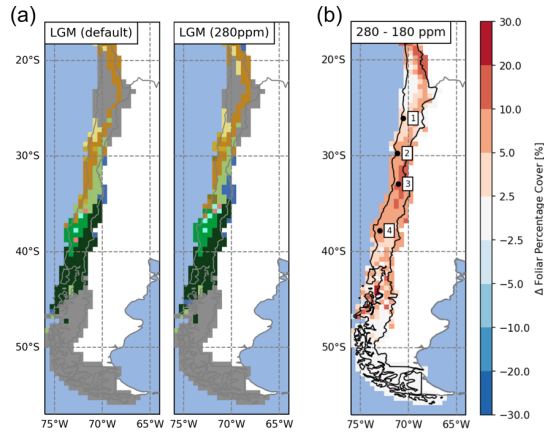 (a)
LGM (default)
LGM (280ppm)
(b)
280 - 180 ppm
20°S
30°S
40°S
50°S
75°W
70°W
65°W
75°W
70°W
65°W
20°S
30°S
40°S
50°S
1
2
3
4
75°W
70°W
65°W
30.0
20.0
10.0
5.0
2.5
−2.5
−5.0
−10.0
−20.0
−30.0
Δ Foliar Percentage Cover [%]